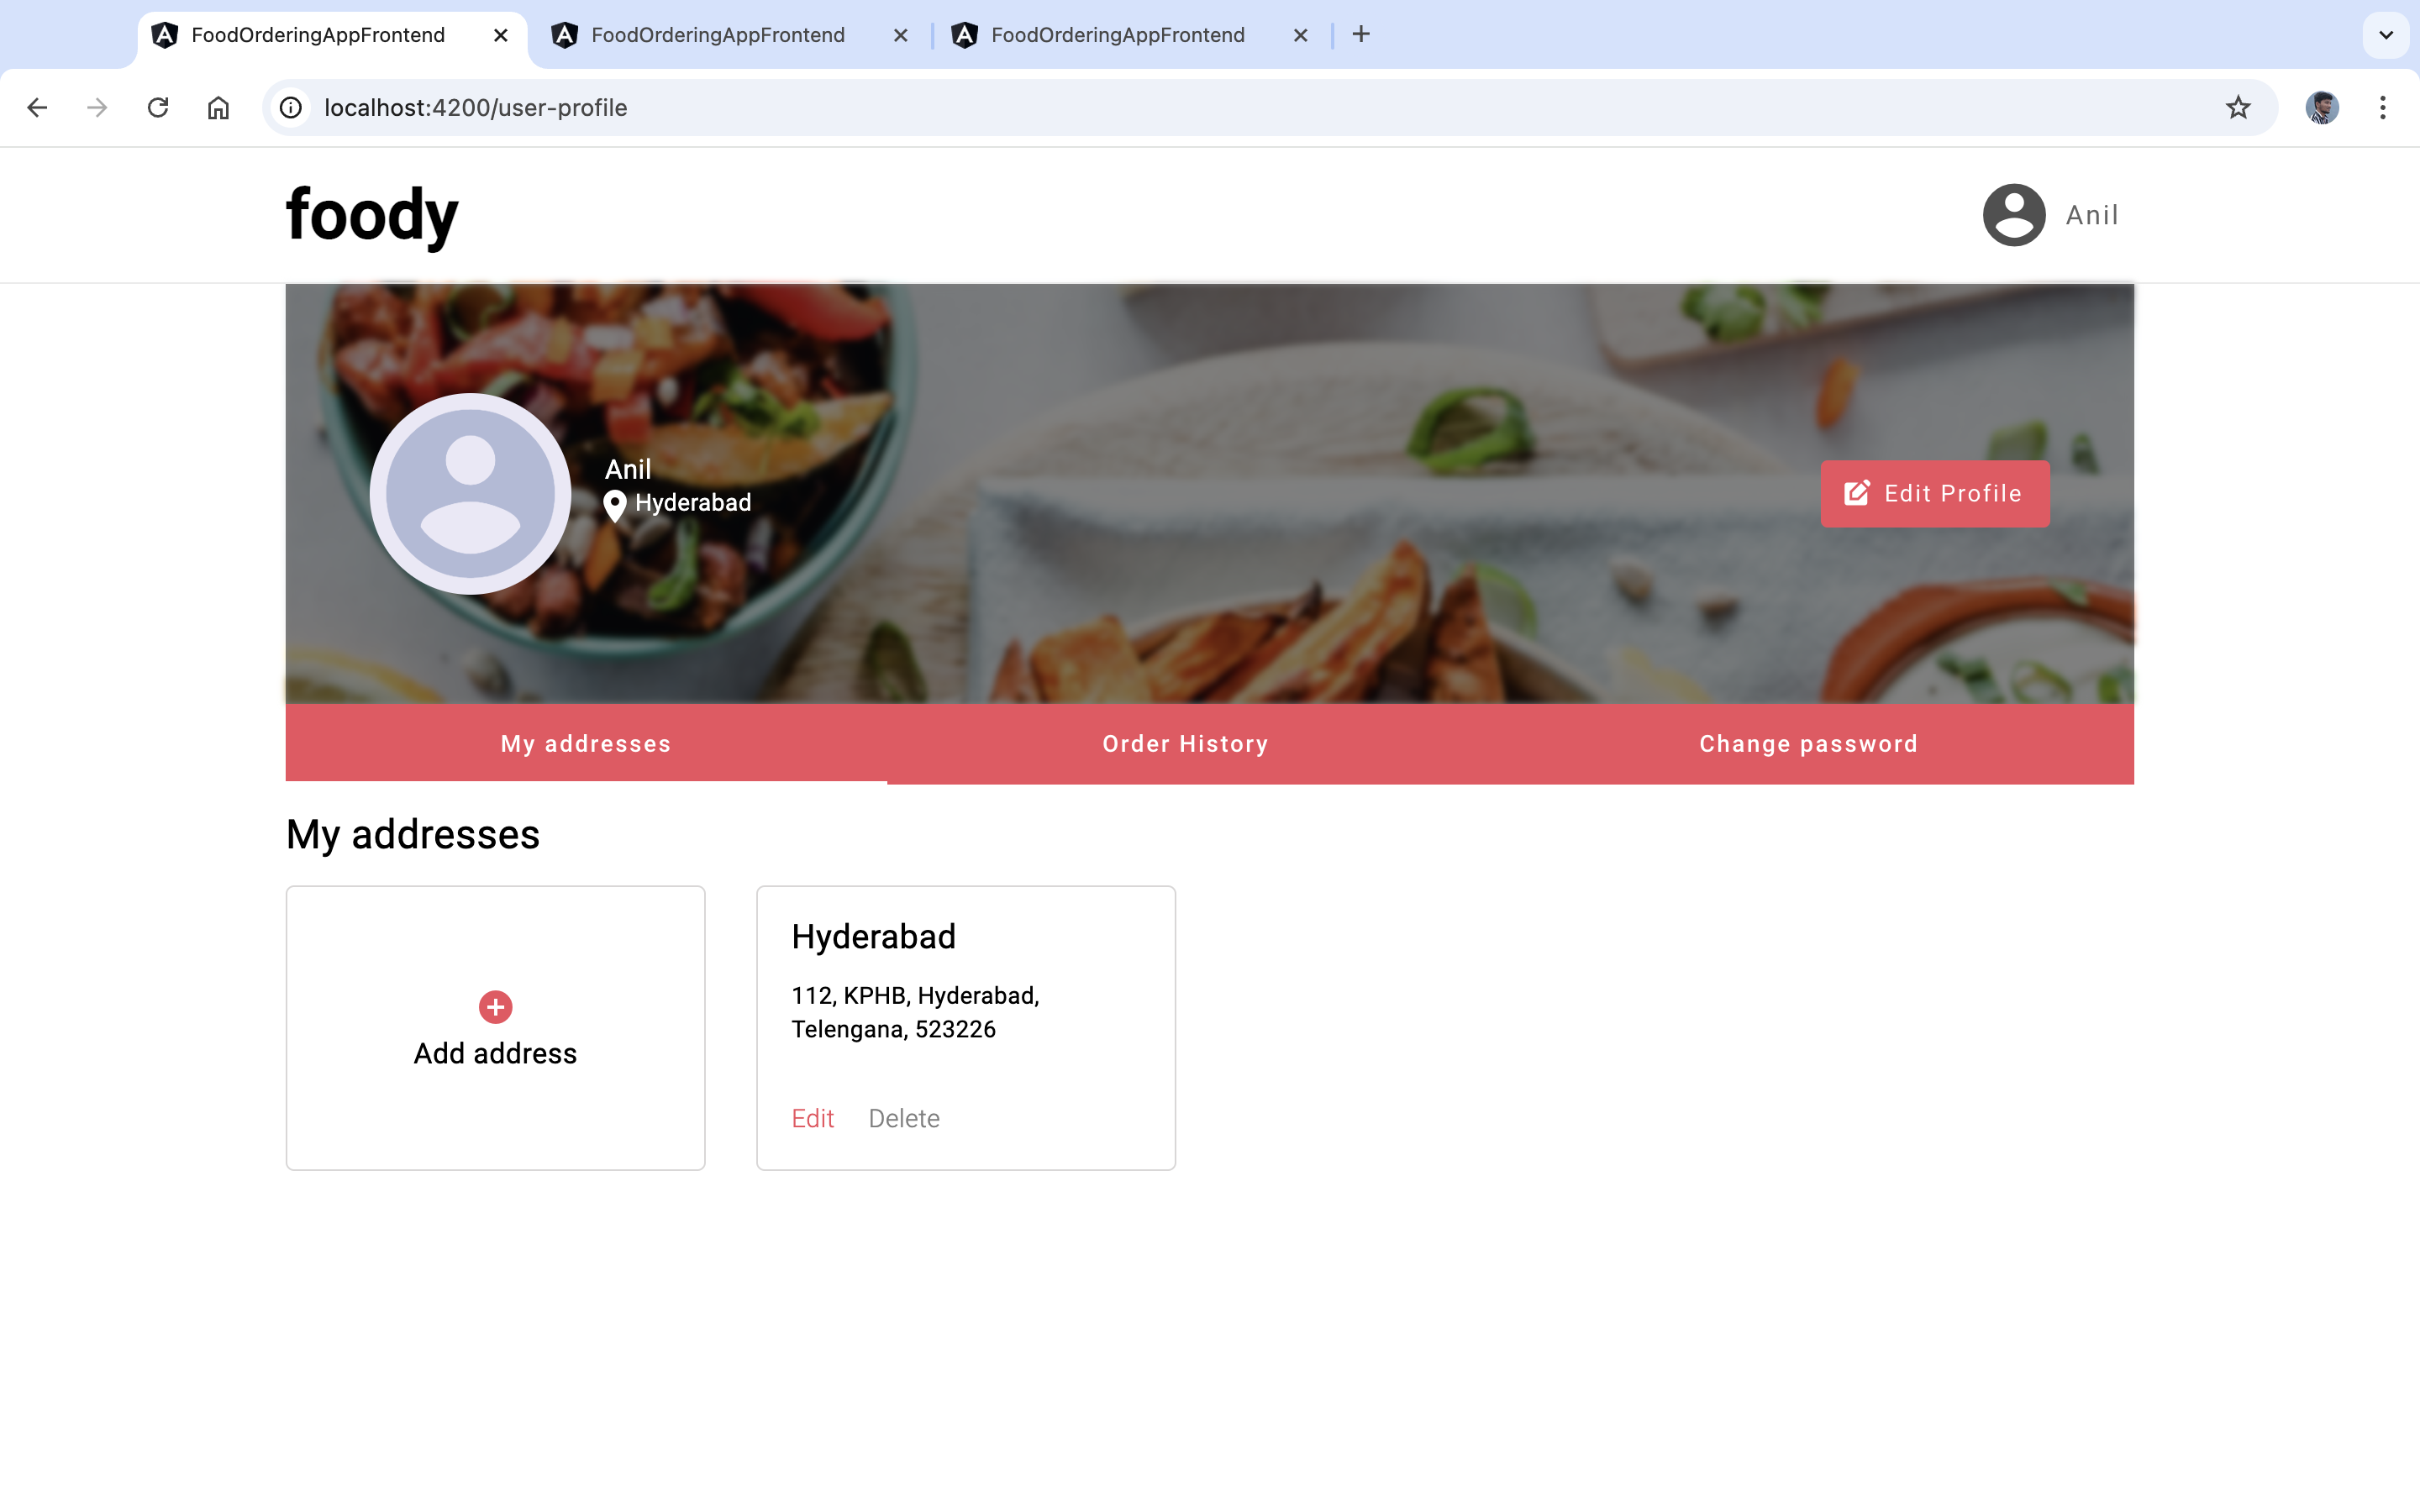 FoodOrderingAppFrontend
FoodOrderingAppFrontend
FoodOrderingAppFrontend
localhost:4200/user-profile
foody
Anil
Anil
Hyderabad
Edit Profile
My addresses
Order History
Change password
My addresses
Add address
Hyderabad
112, KPHB, Hyderabad,
Telengana, 523226
Edit
Delete